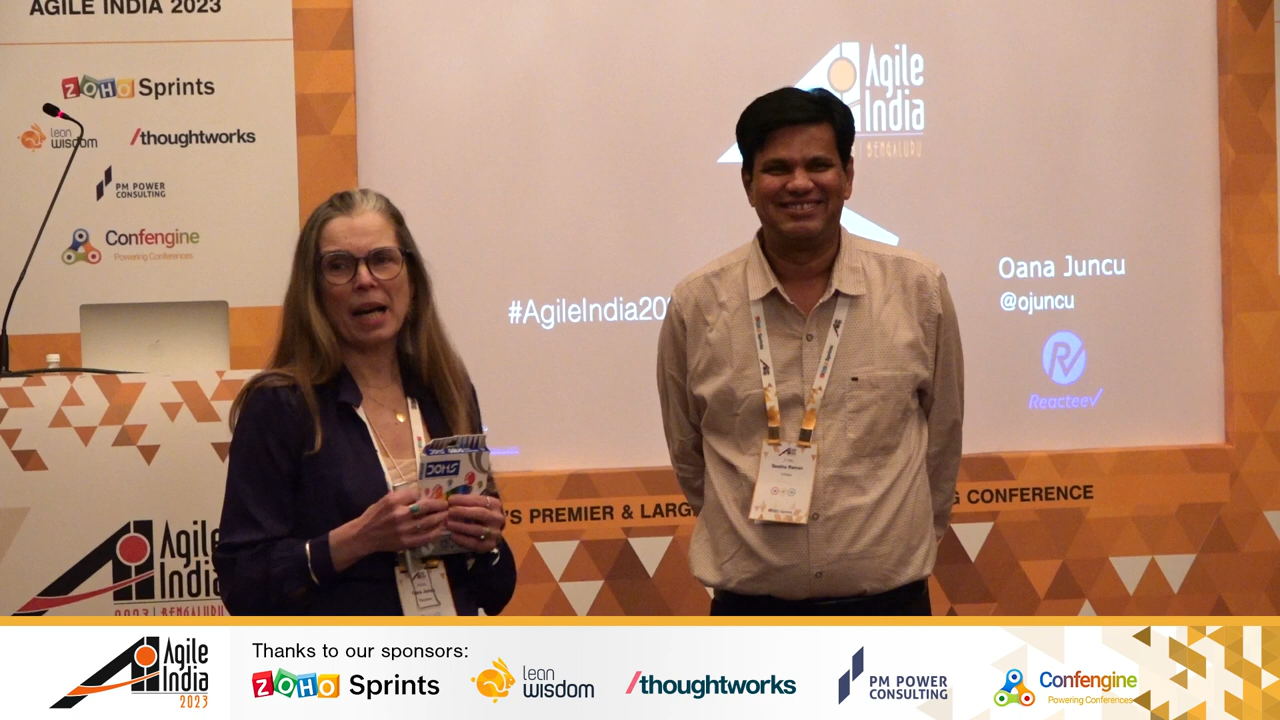 AGILE INDIA 2023
ZOHO Sprints
lean wisdom
/thoughtworks
PM POWER
CONSULTING
Confengine
Powering Conferences
Agile
India
BENGALURU
#AgileIndia20
Oana Juncu
@ojuncu
Reacteev
DOMS
'S PREMIER & LARG
G CONFERENCE
Agile
India
2023 | BENGALURU
Agile
India
2023
Thanks to our sponsors:
ZOHO Sprints
lean
wisdom
/thoughtworks
PM POWER
CONSULTING
Confengine
Powering Conferences